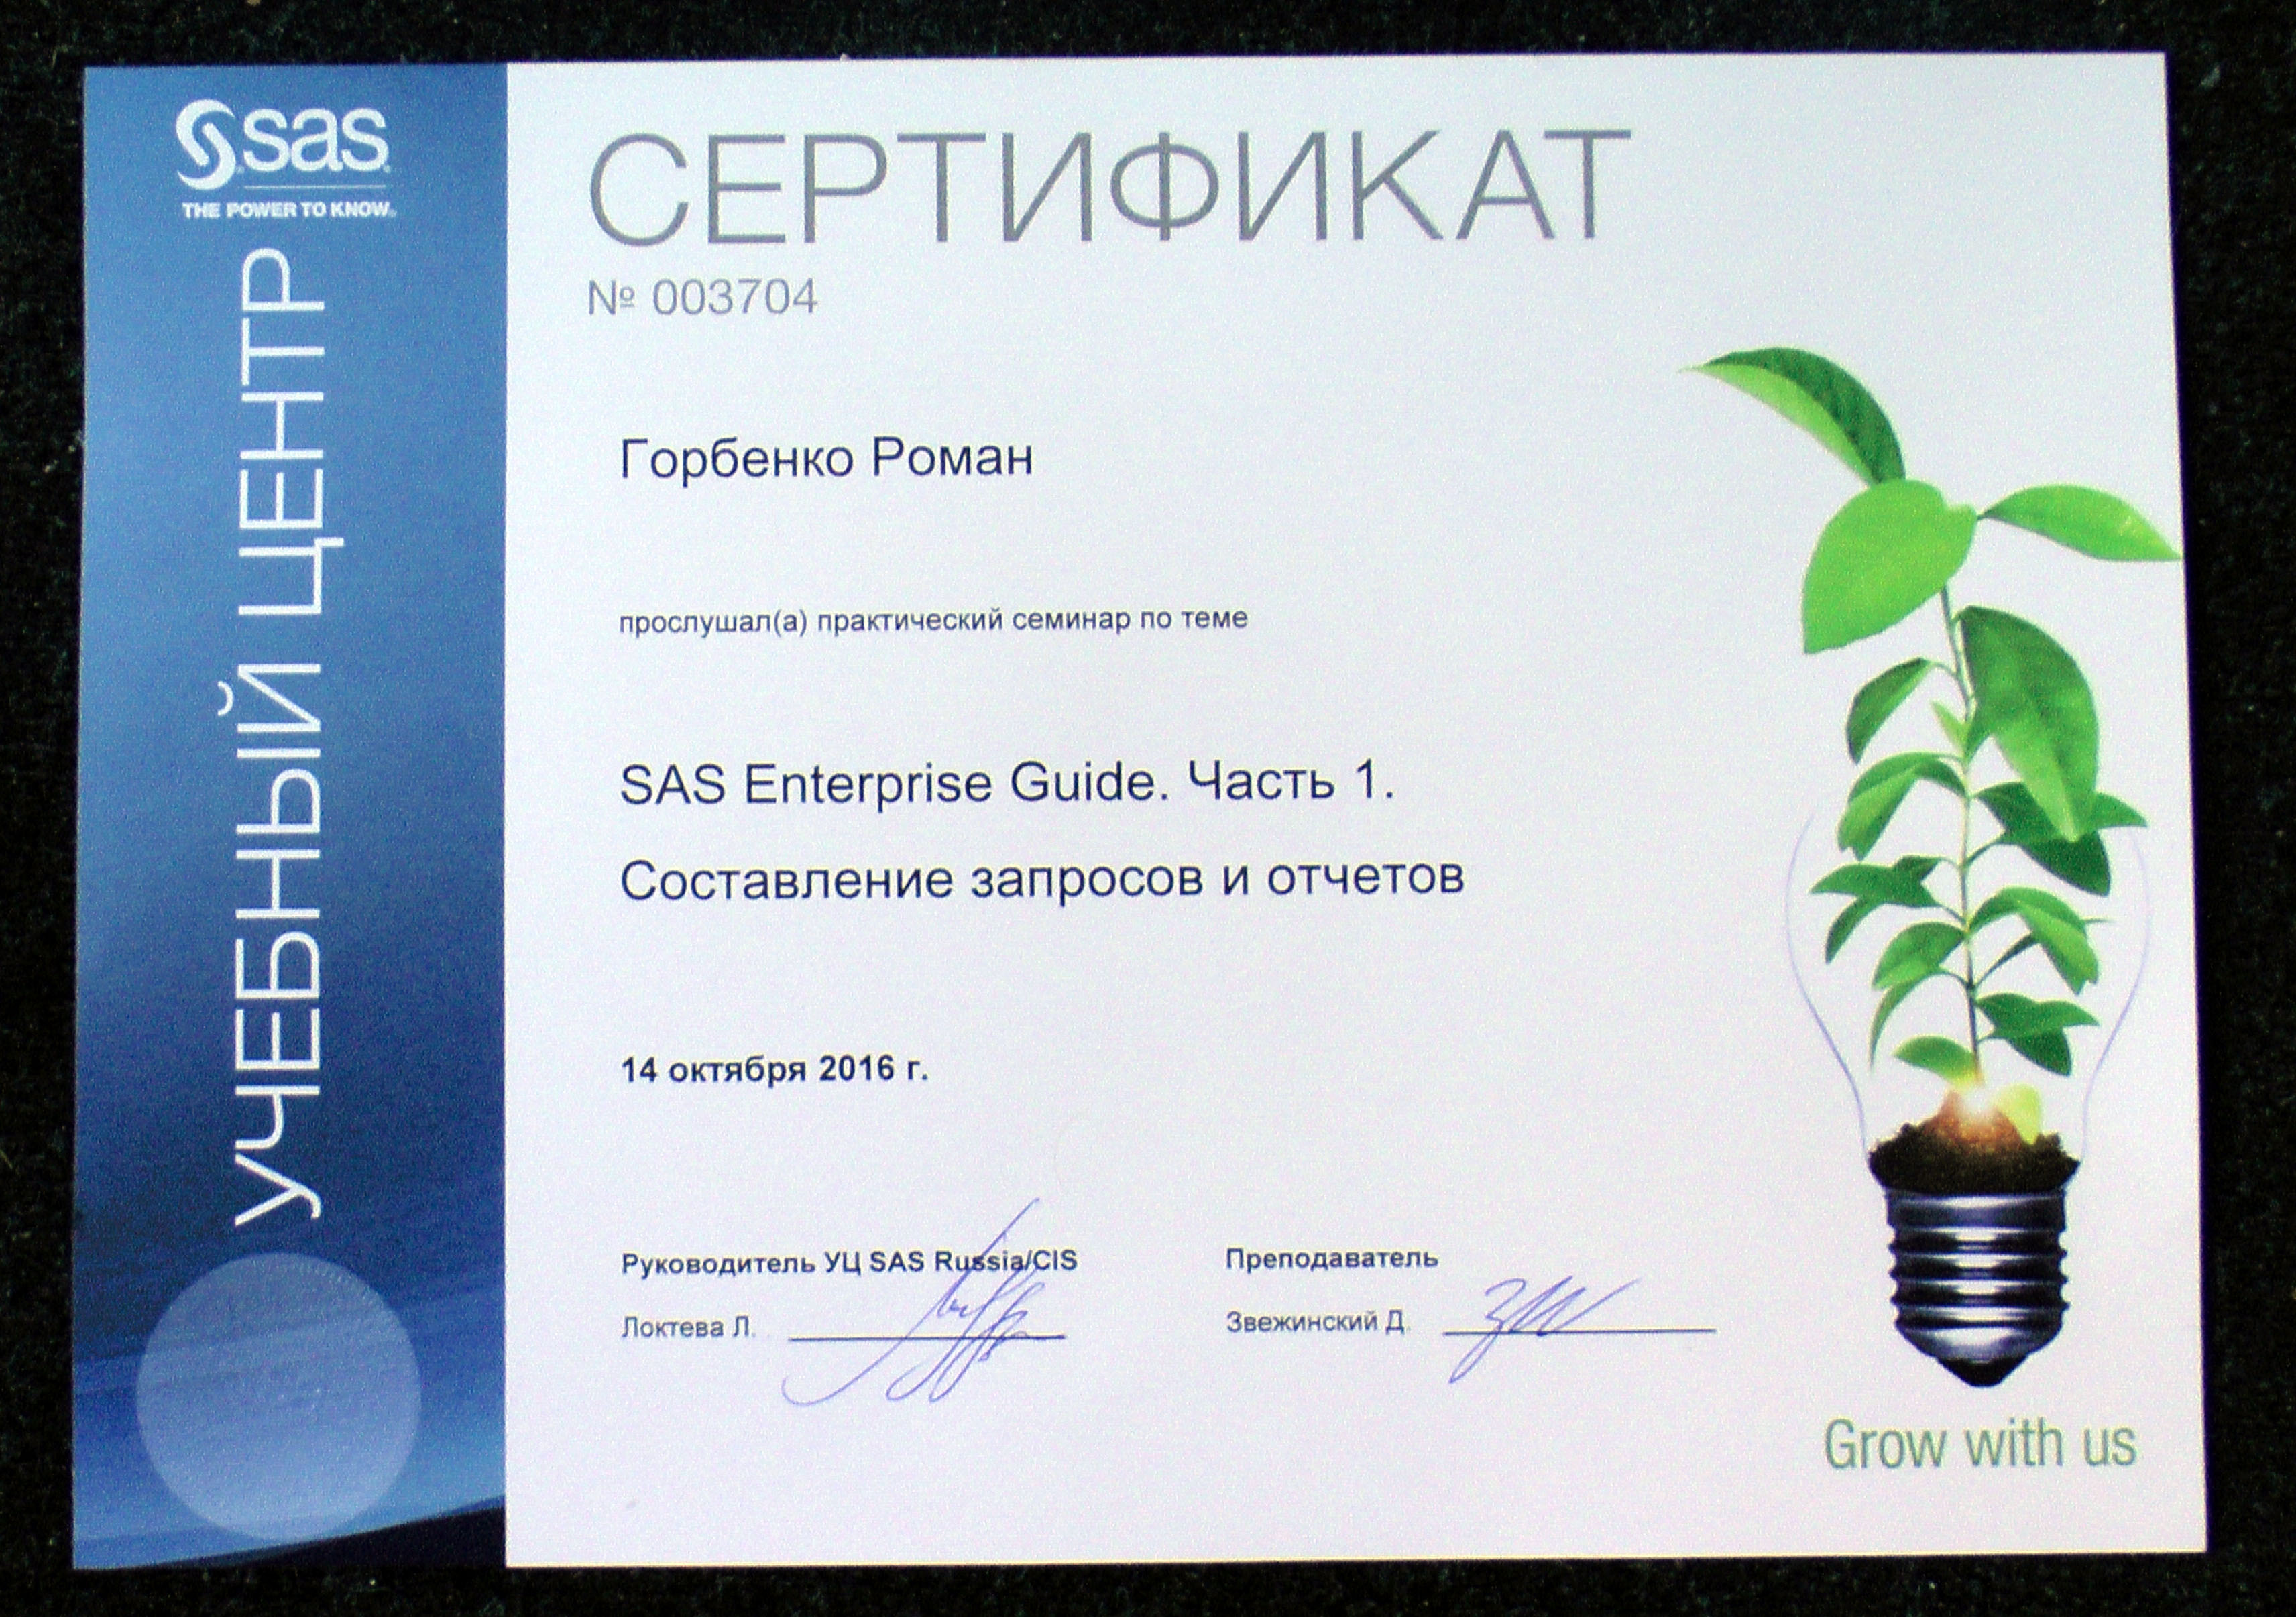 sas
THE POWER TO KNOW®
УЧЕБНЫЙ ЦЕНТР
СЕРТИФИКАТ
№ 003704
Горбенко Роман
прослушал(а) практический семинар по теме
SAS Enterprise Guide. Часть 1.
Составление запросов и отчетов
14 октября 2016 г.
Руководитель УЦ SAS Russia/CIS
Локтева Л.
Преподаватель
Звежинский Д.
Grow with us